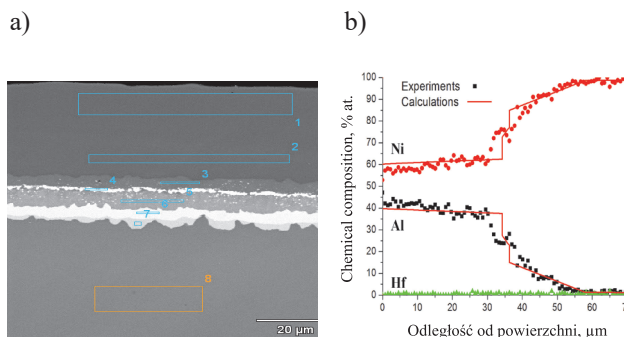 a)
b)
1
2
3
4
5
6
7
8
20 µm
Chemical composition, % at.
100
90
80
70
60
50
40
30
20
10
0
Experiments
Calculations
Ni
Al
Hf
0 10 20 30 40 50 60 70
Odległość od powierzchni, µm